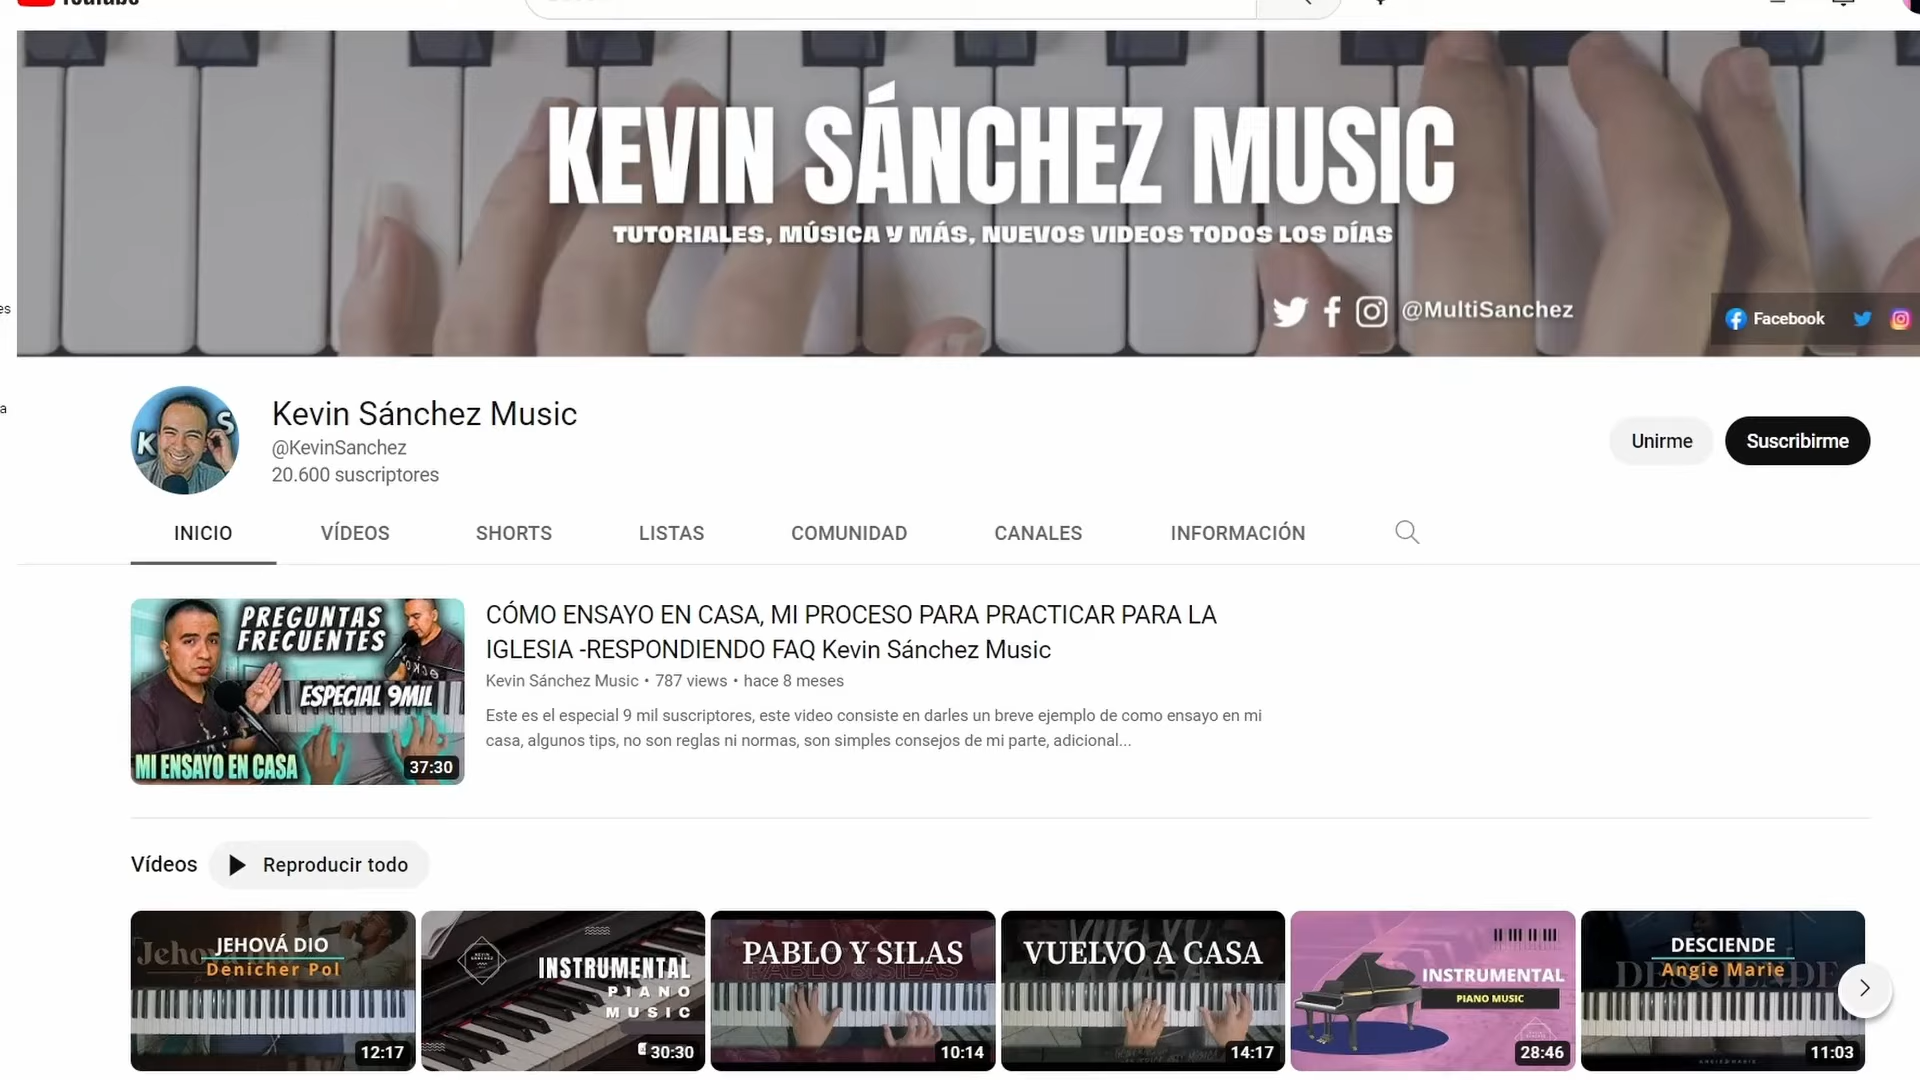 YouTube
KEVIN SÁNCHEZ MUSIC
TUTORIALES, MÚSICA Y MÁS, NUEVOS VIDEOS TODOS LOS DÍAS
@MultiSanchez
Facebook
es
a
Kevin Sánchez Music
@KevinSanchez
20.600 suscriptores
Unirme
Suscribirme
INICIO
VÍDEOS
SHORTS
LISTAS
COMUNIDAD
CANALES
INFORMACIÓN
PREGUNTAS
FRECUENTES
ESPECIAL 9MIL
MI ENSAYO EN CASA
37:30
CÓMO ENSAYO EN CASA, MI PROCESO PARA PRACTICAR PARA LA
IGLESIA -RESPONDIENDO FAQ Kevin Sánchez Music
Kevin Sánchez Music • 787 views • hace 8 meses
Este es el especial 9 mil suscriptores, este video consiste en darles un breve ejemplo de como ensayo en mi
casa, algunos tips, no son reglas ni normas, son simples consejos de mi parte, adicional...
Vídeos
Reproducir todo
JEHOVÁ DIO
Denicher Pol
12:17
INSTRUMENTAL
PIANO
MUSIC
30:30
PABLO Y SILAS
10:14
VUELVO A CASA
14:17
INSTRUMENTAL
PIANO MUSIC
28:46
DESCIENDE
Angie Marie
11:03